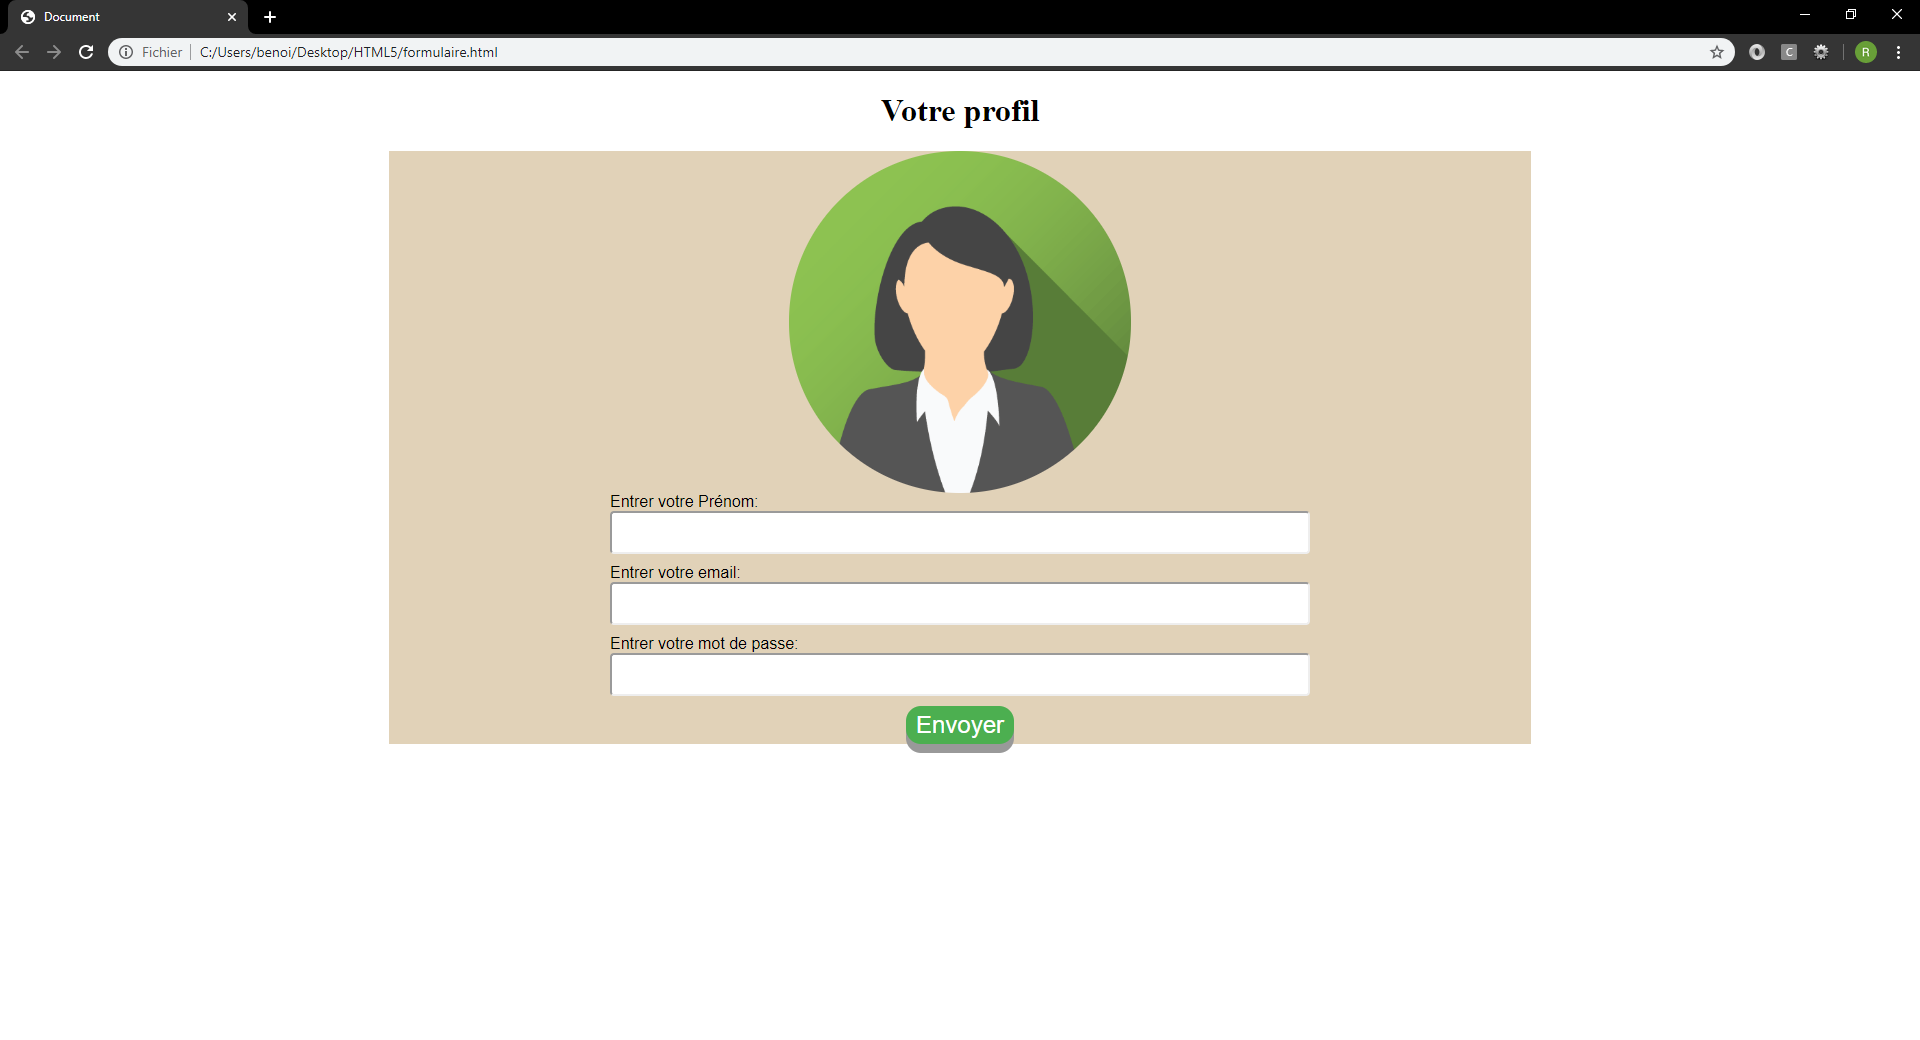 Document
Fichier C:/Users/benoi/Desktop/HTML5/formulaire.html
C
R
Votre profil
Entrer votre Prénom:
Entrer votre email:
Entrer votre mot de passe:
Envoyer